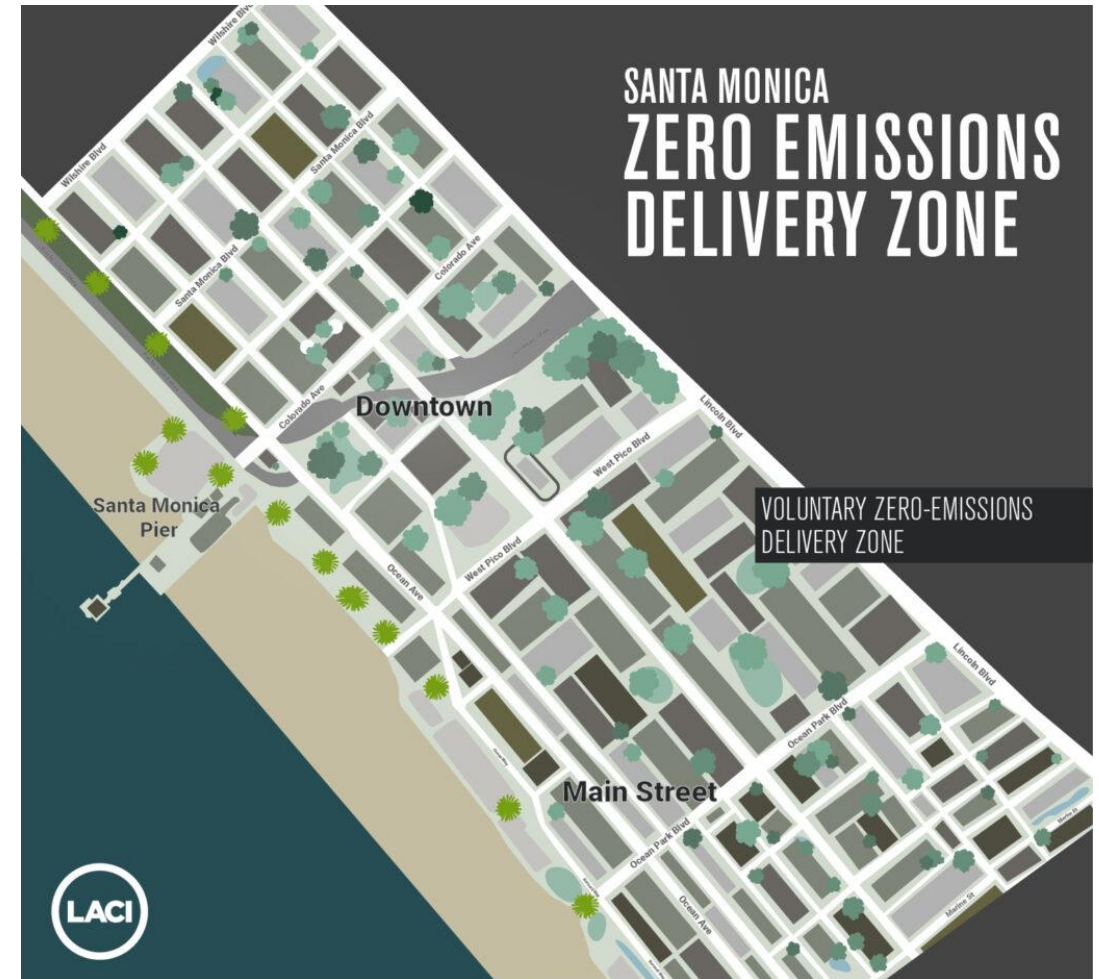 SANTA MONICA
ZERO EMISSIONS
DELIVERY ZONE
Wilshire Blvd
Wilshire Blvd
Santa Monica Blvd
Santa Monica Blvd
Colorado Ave
Colorado Ave
Downtown
Lincoln Blvd
West Pico Blvd
West Pico Blvd
VOLUNTARY ZERO-EMISSIONS
DELIVERY ZONE
Santa Monica
Pier
Ocean Ave
Lincoln Blvd
Ocean Park Blvd
Main Street
Ocean Park Blvd
Ocean Ave
Marine St
Marine St
LACI